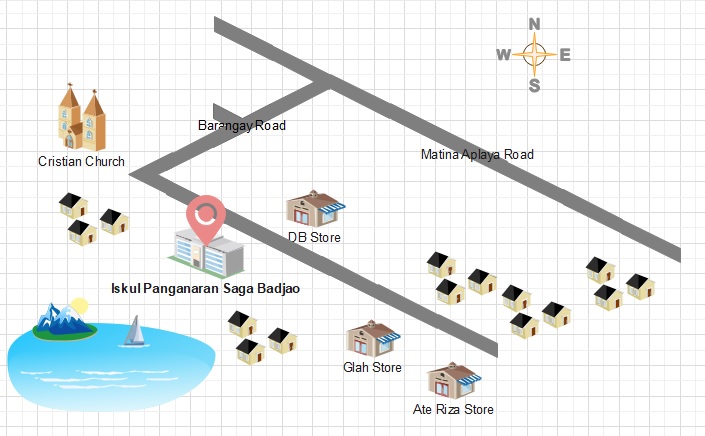 N
W E
S
Barangay Road
Matina Aplaya Road
Cristian Church
DB Store
Iskul Panganaran Saga Badjao
Glah Store
Ate Riza Store